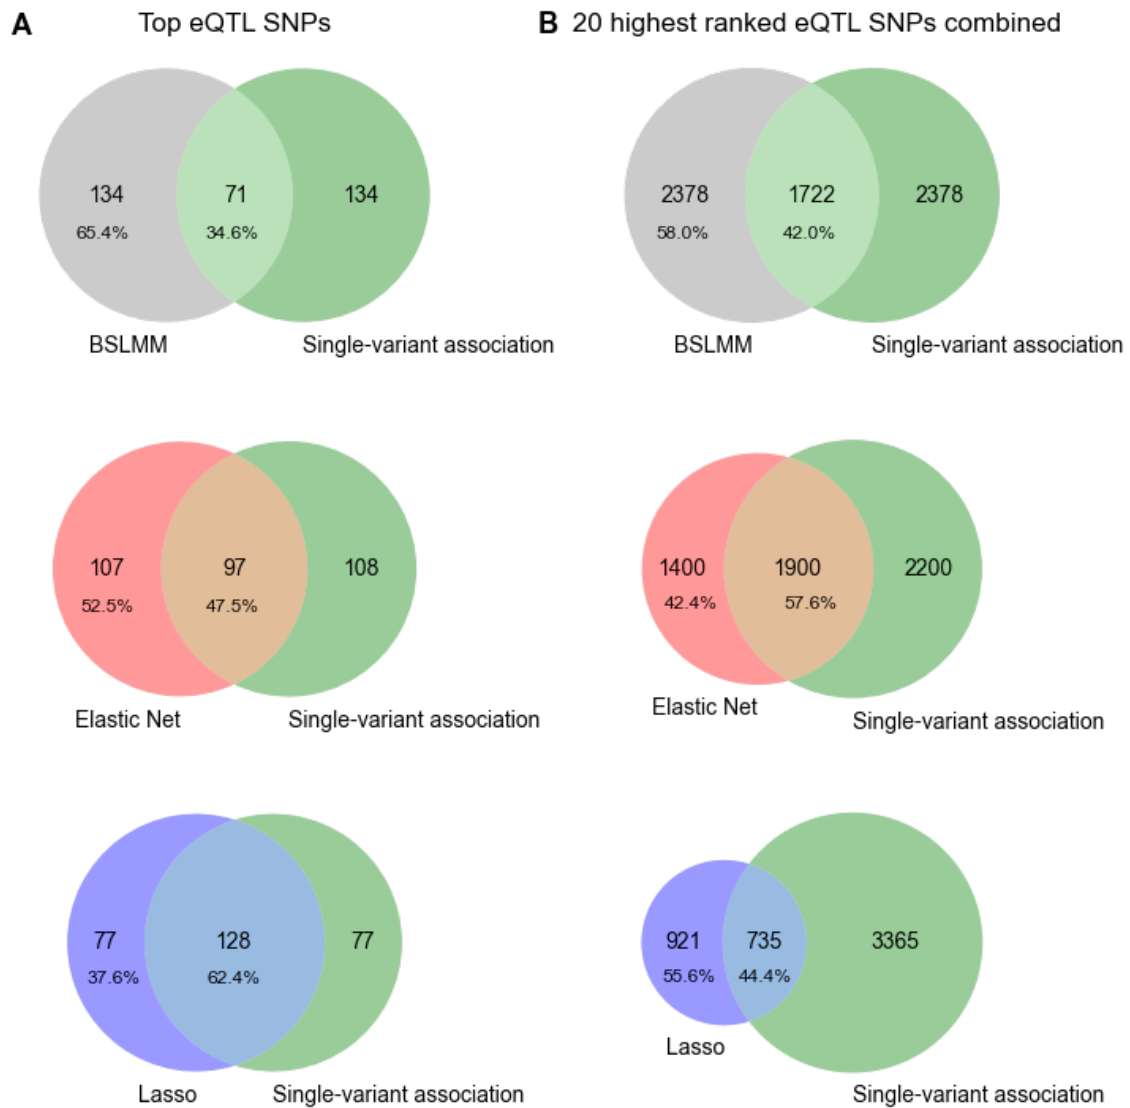 A Top eQTL SNPs
B 20 highest ranked eQTL SNPs combined
134 71 134
65.4% 34.6%
BSLMM Single-variant association
2378 1722 2378
58.0% 42.0%
BSLMM Single-variant association
107 97 108
52.5% 47.5%
Elastic Net Single-variant association
1400 1900 2200
42.4% 57.6%
Elastic Net
Single-variant association
77 128 77
37.6% 62.4%
Lasso Single-variant association
921 735 3365
55.6% 44.4%
Lasso
Single-variant association